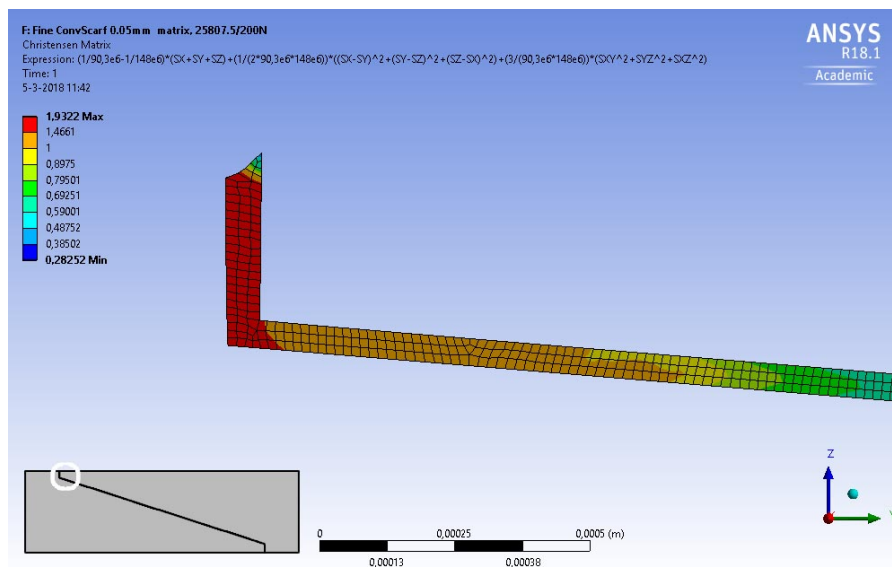 F: Fine ConvScarf 0.05mm  matrix, 25807.5/200N
Christensen Matrix
Expression: (1/90,3e6-1/148e6)*(SX+SY+SZ)+(1/(2*90,3e6*148e6))*((SX-SY)^2+(SY-SZ)^2+(SZ-SX)^2)+(3/(90,3e6*148e6))*(SXY^2+SYZ^2+SXZ^2)
Time: 1
5-3-2018 11:42
ANSYS
R18.1
Academic
1,9322 Max
1,4661
1
0,8975
0,79501
0,69251
0,59001
0,48752
0,38502
0,28252 Min
0
0,00025
0,0005 (m)
0,00013
0,00038
Z
Y